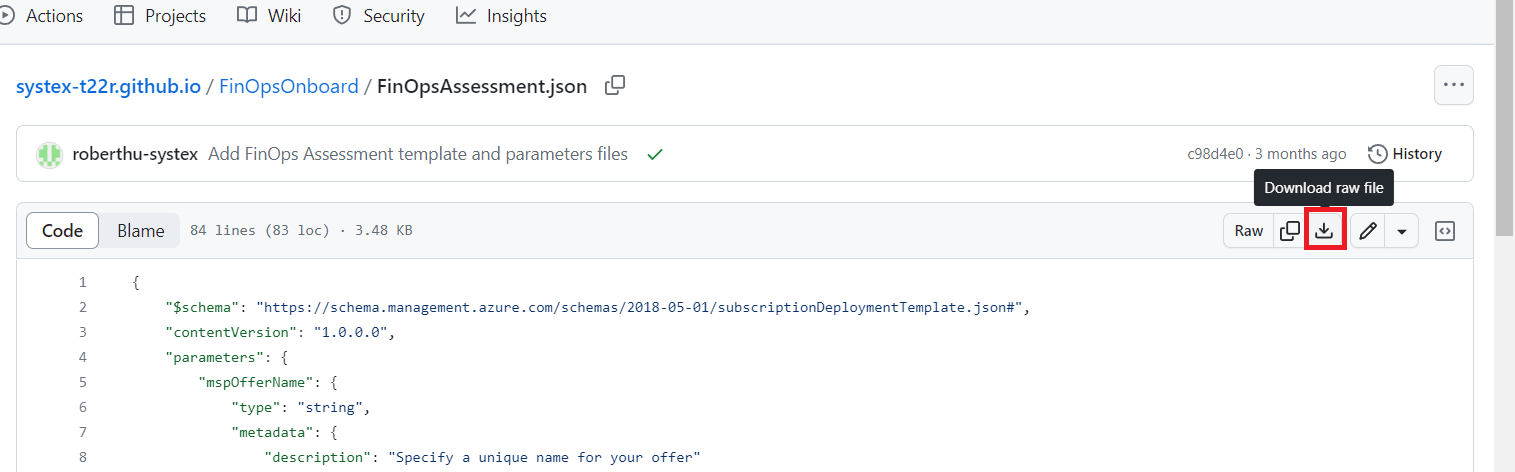 Actions Projects Wiki Security Insights
systex-t22r.github.io / FinOpsOnboard / FinOpsAssessment.json
roberthu-systex Add FinOps Assessment template and parameters files c98d4e0 · 3 months ago History
Download raw file
Code Blame 84 lines (83 loc) · 3.48 KB Raw
1 {
2 "$schema": "https://schema.management.azure.com/schemas/2018-05-01/subscriptionDeploymentTemplate.json#",
3 "contentVersion": "1.0.0.0",
4 "parameters": {
5 "mspOfferName": {
6 "type": "string",
7 "metadata": {
8 "description": "Specify a unique name for your offer"